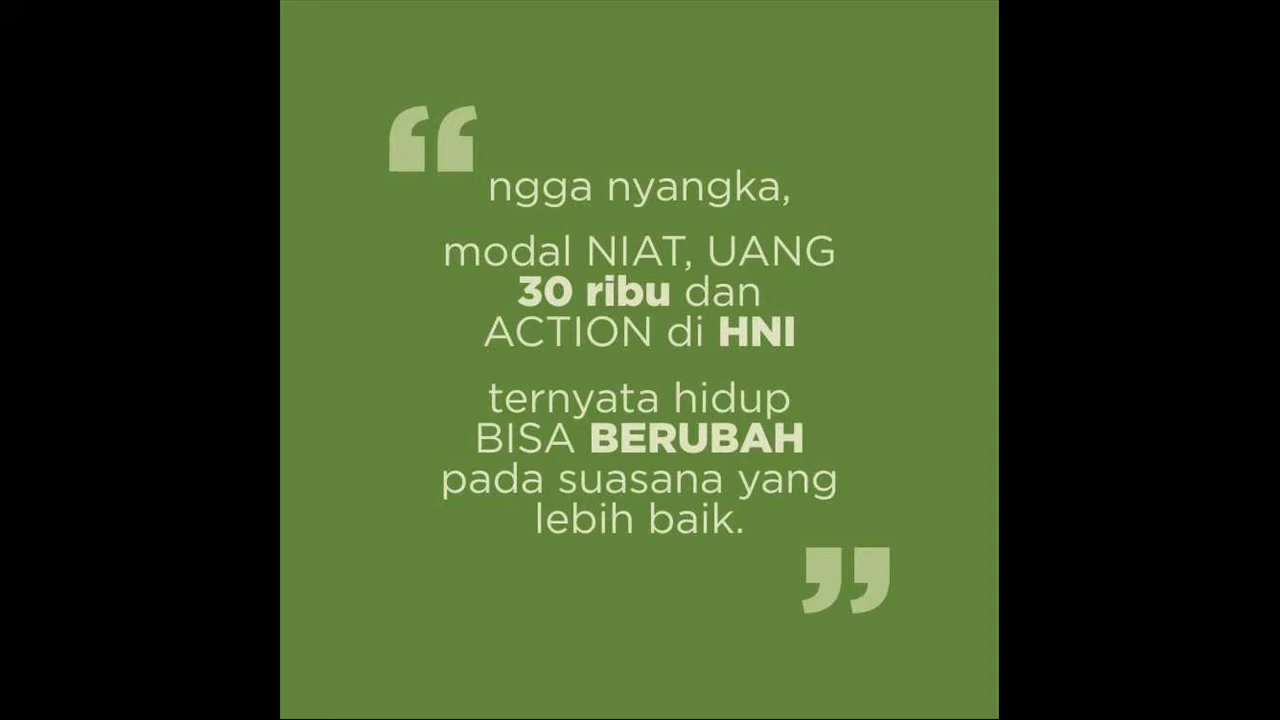 ngga nyangka,
modal NIAT, UANG
30 ribu dan
ACTION di HNI
ternyata hidup
BISA BERUBAH
pada suasana yang
lebih baik.